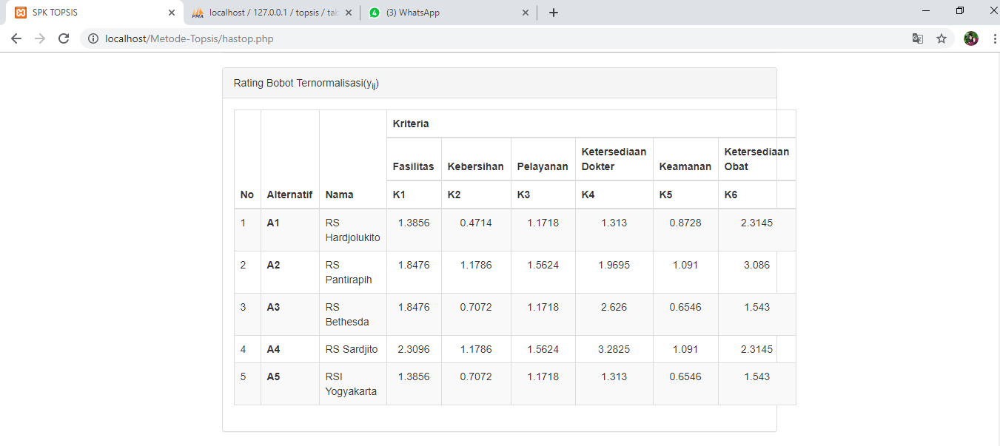 SPK TOPSIS
localhost / 127.0.0.1 / topsis / tab
(3) WhatsApp
localhost/Metode-Topsis/hastop.php
Rating Bobot Ternormalisasi(yij)
Kriteria
Fasilitas Kebersihan Pelayanan Ketersediaan Dokter Keamanan Ketersediaan Obat
No Alternatif Nama K1 K2 K3 K4 K5 K6
1 A1 RS Hardjolukito 1.3856 0.4714 1.1718 1.313 0.8728 2.3145
2 A2 RS Pantirapih 1.8476 1.1786 1.5624 1.9695 1.091 3.086
3 A3 RS Bethesda 1.8476 0.7072 1.1718 2.626 0.6546 1.543
4 A4 RS Sardjito 2.3096 1.1786 1.5624 3.2825 1.091 2.3145
5 A5 RSI Yogyakarta 1.3856 0.7072 1.1718 1.313 0.6546 1.543